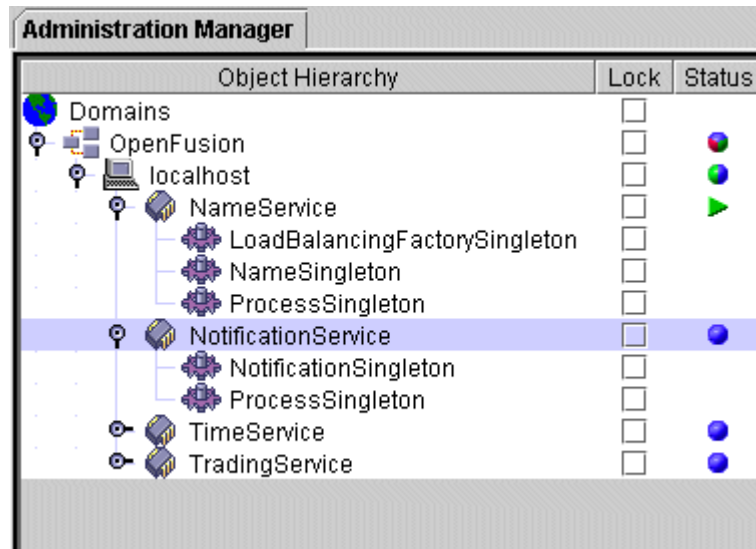 Administration Manager
Object Hierarchy Lock Status
Domains
OpenFusion
localhost
NameService
LoadBalancingFactorySingleton
NameSingleton
ProcessSingleton
NotificationService
NotificationSingleton
ProcessSingleton
TimeService
TradingService